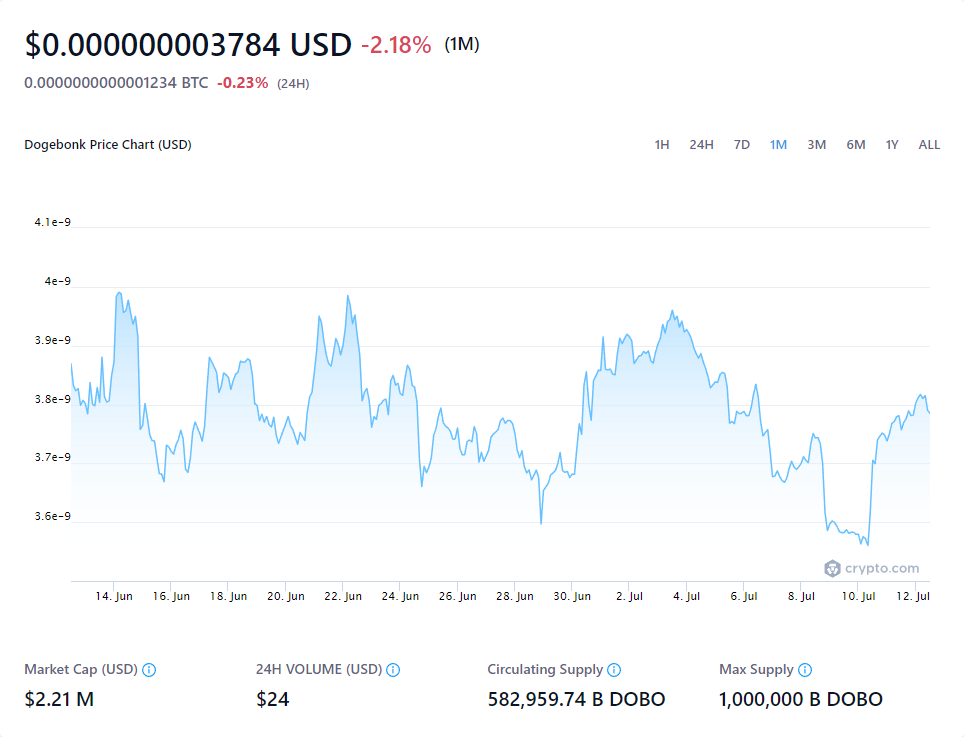 $0.000000003784 USD -2.18% (1M)
0.0000000000001234 BTC -0.23% (24H)
Dogebonk Price Chart (USD) 1H 24H 7D 1M 3M 6M 1Y ALL
4.1e-9
4e-9
3.9e-9
3.8e-9
3.7e-9
3.6e-9
crypto.com
14. Jun 16. Jun 18. Jun 20. Jun 22. Jun 24. Jun 26. Jun 28. Jun 30. Jun 2. Jul 4. Jul 6. Jul 8. Jul 10. Jul 12. Jul
Market Cap (USD) 24H VOLUME (USD) Circulating Supply Max Supply
$2.21 M $24 582,959.74 B DOBO 1,000,000 B DOBO